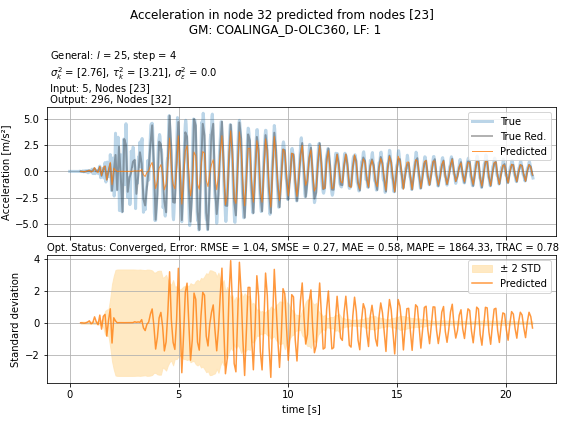 Acceleration in node 32 predicted from nodes [23]
GM: COALINGA_D-OLC360, LF: 1
General: l = 25, step = 4
σ²ₖ = [2.76], τ²ₖ = [3.21], σ²ε = 0.0
Input: 5, Nodes [23]
Output: 296, Nodes [32]
Acceleration [m/s²]
5.0
2.5
0.0
−2.5
−5.0
True
True Red.
Predicted
Opt. Status: Converged, Error: RMSE = 1.04, SMSE = 0.27, MAE = 0.58, MAPE = 1864.33, TRAC = 0.78
Standard deviation
4
2
0
−2
± 2 STD
Predicted
0
5
10
15
20
time [s]